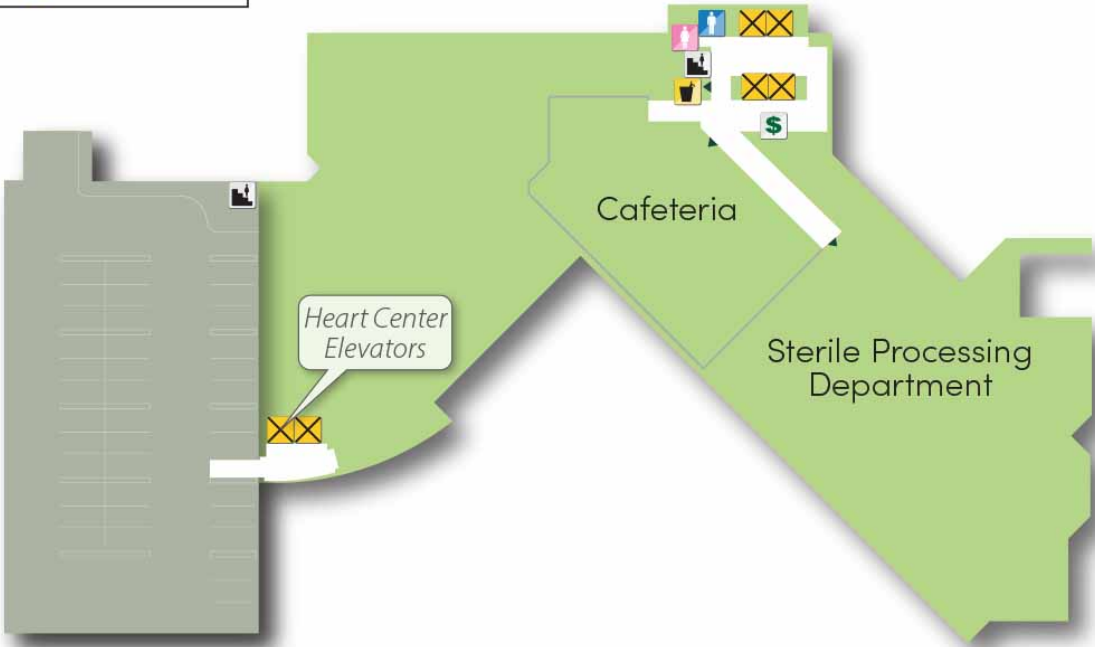 $
Cafeteria
Heart Center
Elevators
Sterile Processing
Department